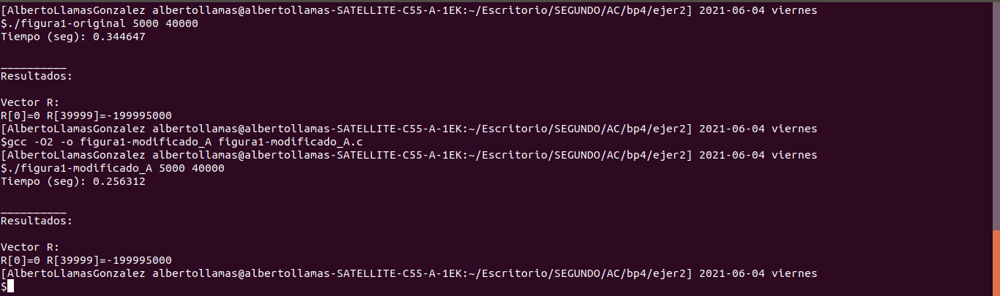 [AlbertoLlamasGonzalez albertollamas@albertollamas-SATELLITE-C55-A-1EK:~/Escritorio/SEGUNDO/AC/bp4/ejer2] 2021-06-04 viernes
$./figura1-original 5000 40000
Tiempo (seg): 0.344647
__________
Resultados:
Vector R:
R[0]=0 R[39999]=-199995000
[AlbertoLlamasGonzalez albertollamas@albertollamas-SATELLITE-C55-A-1EK:~/Escritorio/SEGUNDO/AC/bp4/ejer2] 2021-06-04 viernes
$gcc -O2 -o figura1-modificado_A figura1-modificado_A.c
[AlbertoLlamasGonzalez albertollamas@albertollamas-SATELLITE-C55-A-1EK:~/Escritorio/SEGUNDO/AC/bp4/ejer2] 2021-06-04 viernes
$./figura1-modificado_A 5000 40000
Tiempo (seg): 0.256312
__________
Resultados:
Vector R:
R[0]=0 R[39999]=-199995000
[AlbertoLlamasGonzalez albertollamas@albertollamas-SATELLITE-C55-A-1EK:~/Escritorio/SEGUNDO/AC/bp4/ejer2] 2021-06-04 viernes
$